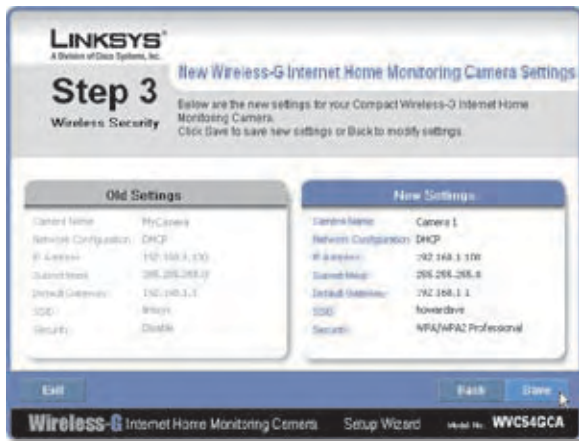 LINKSYS®
A Division of Cisco Systems, Inc.
Step 3
Wireless Security
New Wireless-G Internet Home Monitoring Camera Settings
Below are the new settings for your Compact Wireless-G Internet Home
Monitoring Camera.
Click Save to save new settings or Back to modify settings.
Old Settings
Camera Name: MyCamera
Network Configuration: DHCP
IP Address: 192.168.1.100
Subnet Mask: 255.255.255.0
Default Gateway: 192.168.1.1
SSID: linksys
Security: Disable
New Settings
Camera Name: Camera 1
Network Configuration: DHCP
IP Address: 192.168.1.100
Subnet Mask: 255.255.255.0
Default Gateway: 192.168.1.1
SSID: howardtive
Security: WPA/WPA2 Professional
Exit
Back
Save
Wireless-G Internet Home Monitoring Camera Setup Wizard Model No. WVC54GCA